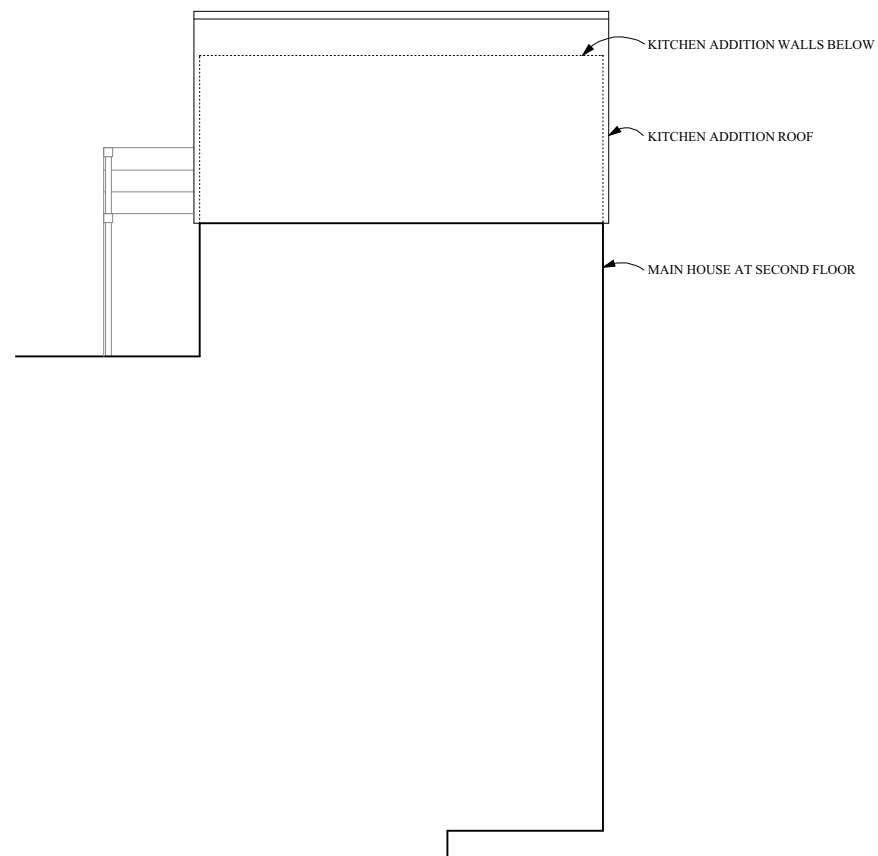 KITCHEN ADDITION WALLS BELOW
KITCHEN ADDITION ROOF
MAIN HOUSE AT SECOND FLOOR